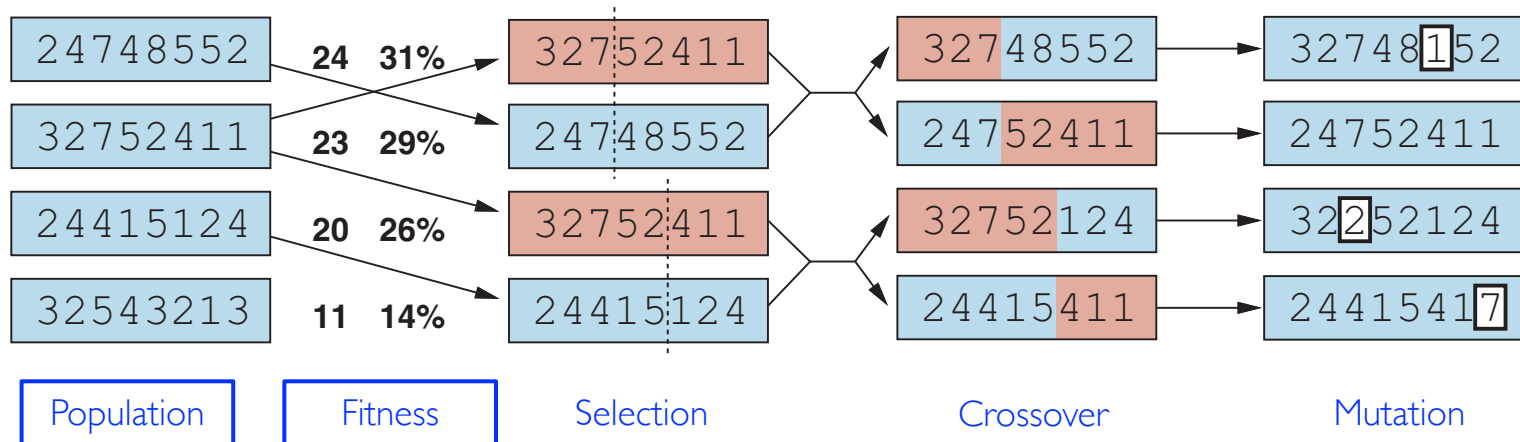 24748552 24 31% 32752411 32748552 32748152
32752411 23 29% 24748552 24752411 24752411
24415124 20 26% 32752411 32752124 32252124
32543213 11 14% 24415124 24415411 24415417
Population Fitness Selection Crossover Mutation